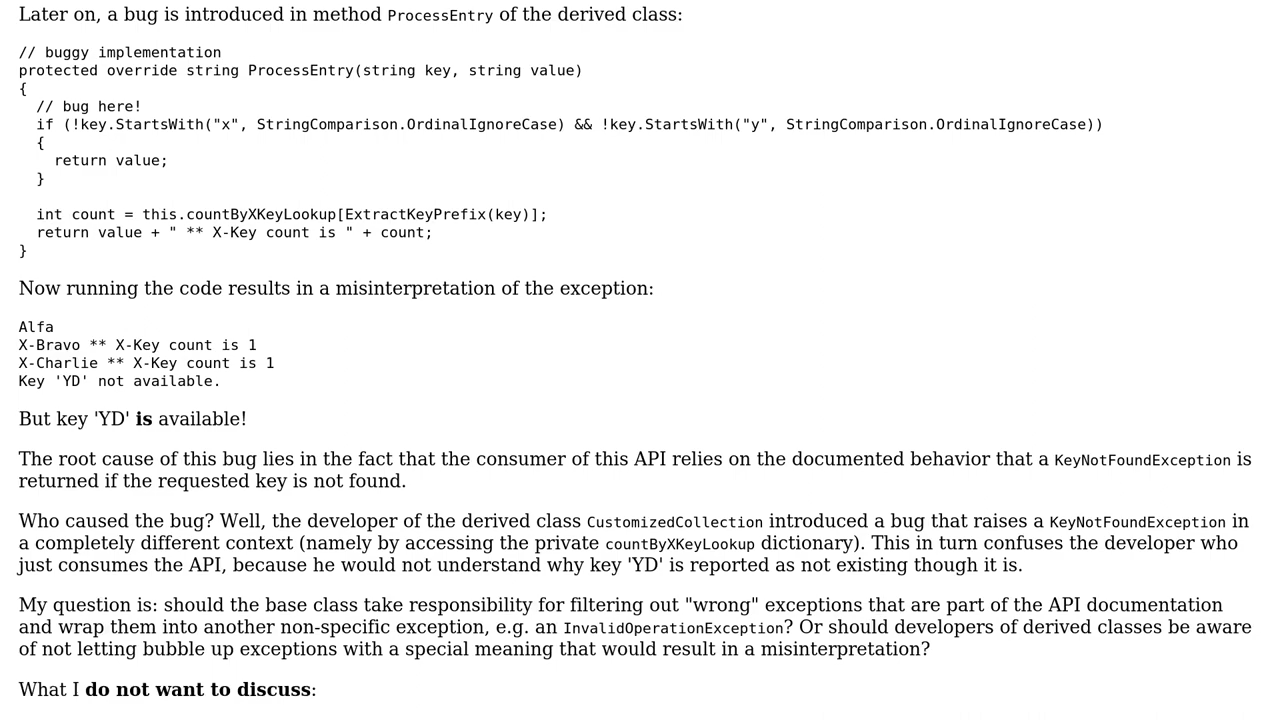 Later on, a bug is introduced in method ProcessEntry of the derived class:
// buggy implementation
protected override string ProcessEntry(string key, string value)
{
  // bug here!
  if (!key.StartsWith("x", StringComparison.OrdinalIgnoreCase) && !key.StartsWith("y", StringComparison.OrdinalIgnoreCase))
  {
    return value;
  }
  int count = this.countByXKeyLookup[ExtractKeyPrefix(key)];
  return value + " ** X-Key count is " + count;
}
Now running the code results in a misinterpretation of the exception:
Alfa
X-Bravo ** X-Key count is 1
X-Charlie ** X-Key count is 1
Key 'YD' not available.
But key 'YD' is available!
The root cause of this bug lies in the fact that the consumer of this API relies on the documented behavior that a KeyNotFoundException is
returned if the requested key is not found.
Who caused the bug? Well, the developer of the derived class CustomizedCollection introduced a bug that raises a KeyNotFoundException in
a completely different context (namely by accessing the private countByXKeyLookup dictionary). This in turn confuses the developer who
just consumes the API, because he would not understand why key 'YD' is reported as not existing though it is.
My question is: should the base class take responsibility for filtering out "wrong" exceptions that are part of the API documentation
and wrap them into another non-specific exception, e.g. an InvalidOperationException? Or should developers of derived classes be aware
of not letting bubble up exceptions with a special meaning that would result in a misinterpretation?
What I do not want to discuss: